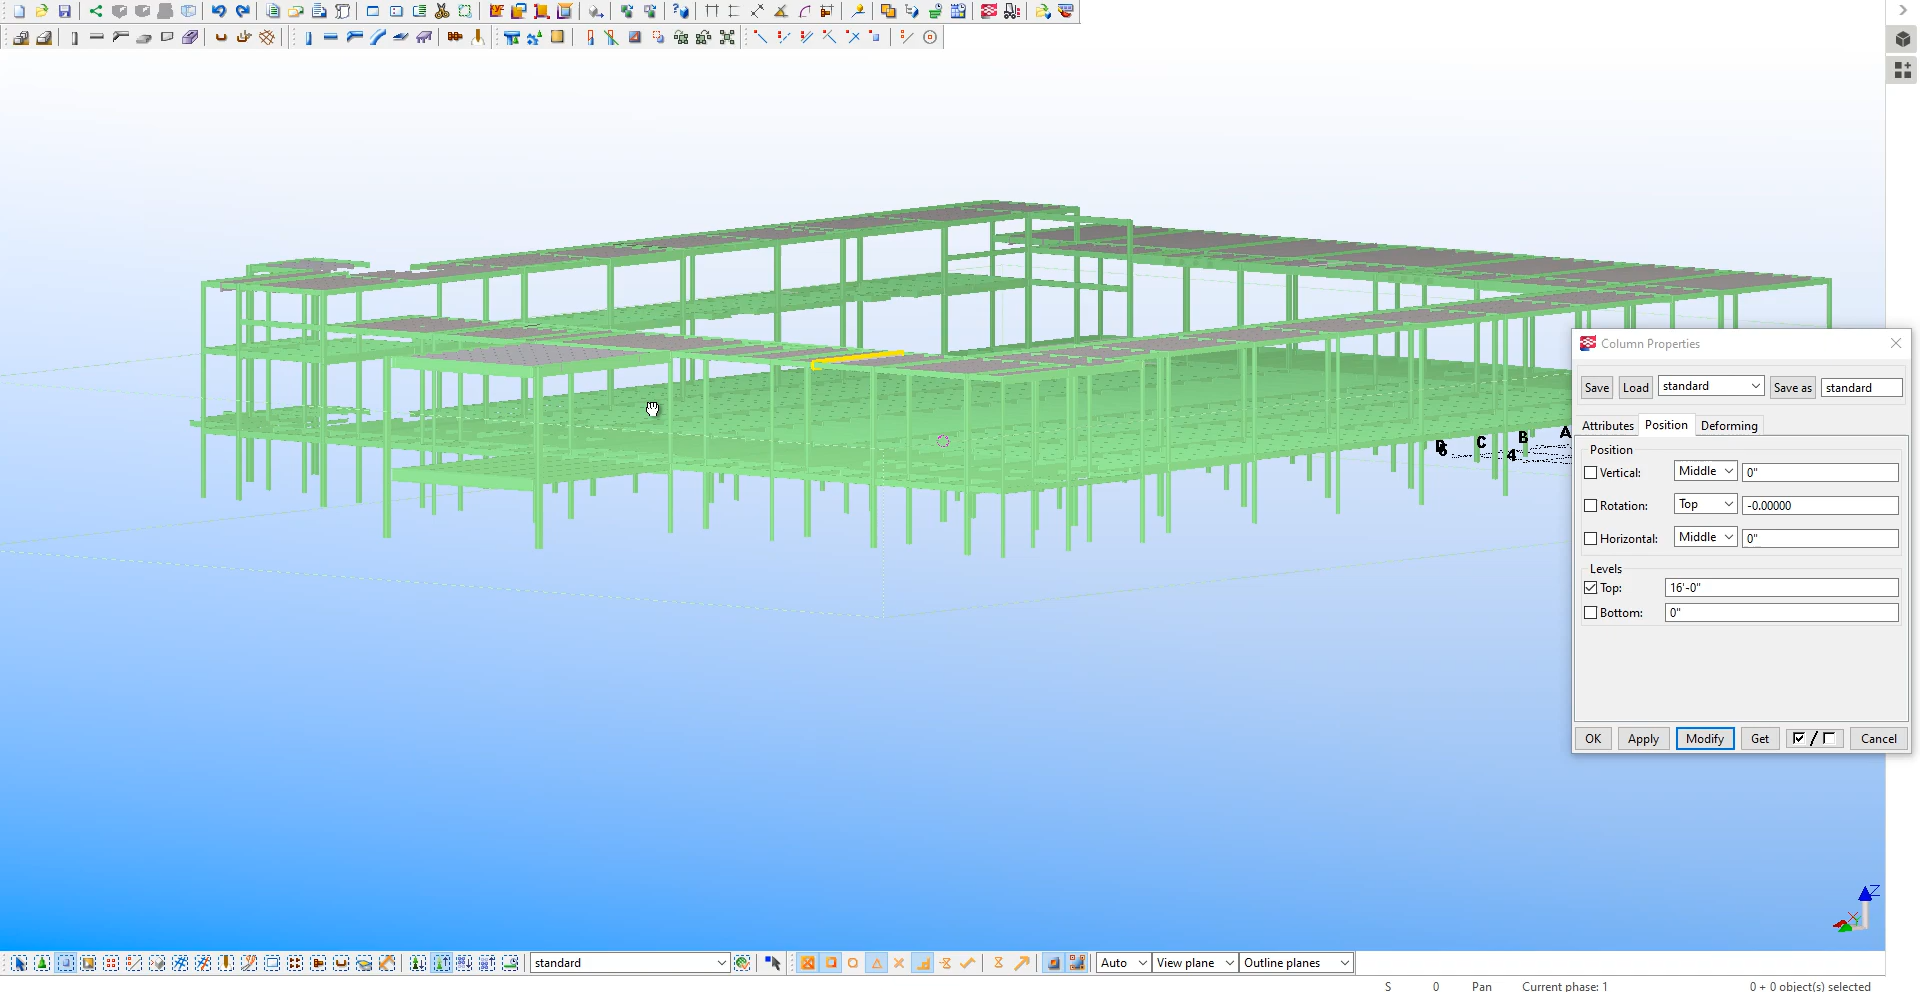 Column Properties
Save Load standard Save as standard
Attributes Position Deforming
Position
Vertical: Middle 0"
Rotation: Top -0.00000
Horizontal: Middle 0"
Levels
Top: 16'-0"
Bottom: 0"
OK Apply Modify Get / Cancel
C B A
4
Z
X
standard Auto View plane Outline planes
S 0 Pan Current phase: 1 0 + 0 object(s) selected